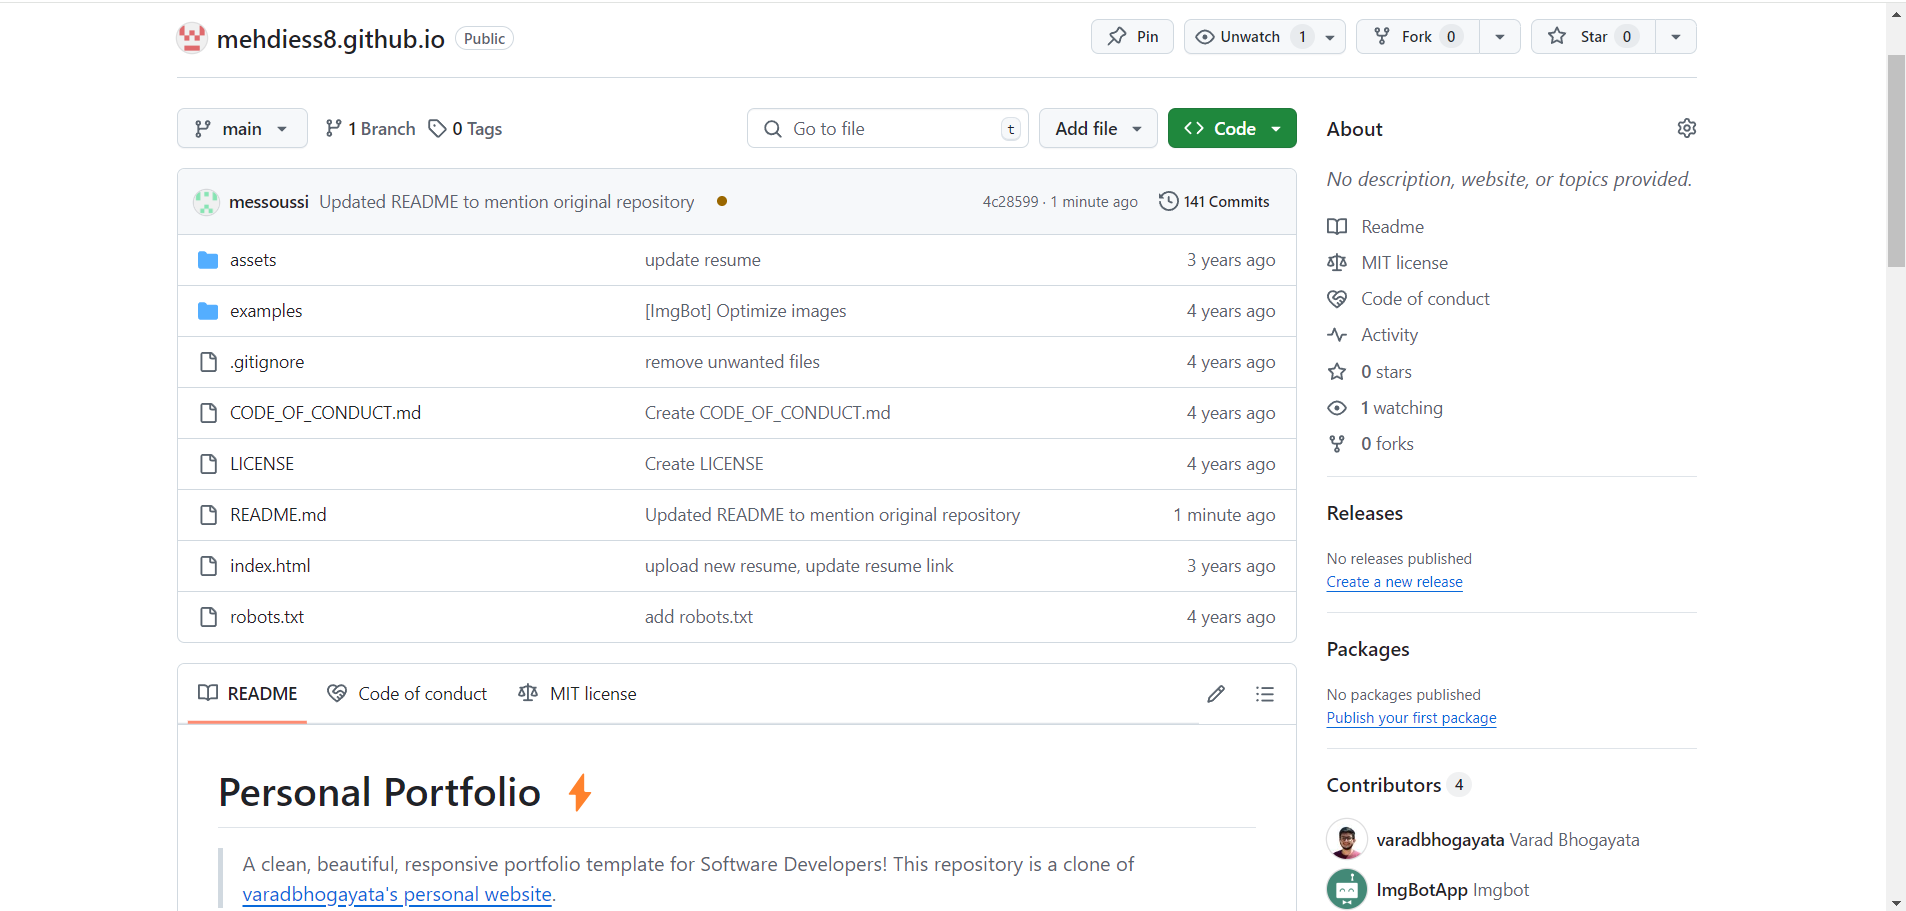 mehdiess8.github.io Public Pin Unwatch 1 Fork 0 Star 0
main 1 Branch 0 Tags Go to file t Add file Code
messoussi Updated README to mention original repository 4c28599 · 1 minute ago 141 Commits
assets update resume 3 years ago
examples [ImgBot] Optimize images 4 years ago
.gitignore remove unwanted files 4 years ago
CODE_OF_CONDUCT.md Create CODE_OF_CONDUCT.md 4 years ago
LICENSE Create LICENSE 4 years ago
README.md Updated README to mention original repository 1 minute ago
index.html upload new resume, update resume link 3 years ago
robots.txt add robots.txt 4 years ago
README Code of conduct MIT license
Personal Portfolio
A clean, beautiful, responsive portfolio template for Software Developers! This repository is a clone of
varadbhogayata's personal website.
About
No description, website, or topics provided.
Readme
MIT license
Code of conduct
Activity
0 stars
1 watching
0 forks
Releases
No releases published
Create a new release
Packages
No packages published
Publish your first package
Contributors 4
varadbhogayata Varad Bhogayata
ImgBotApp Imgbot